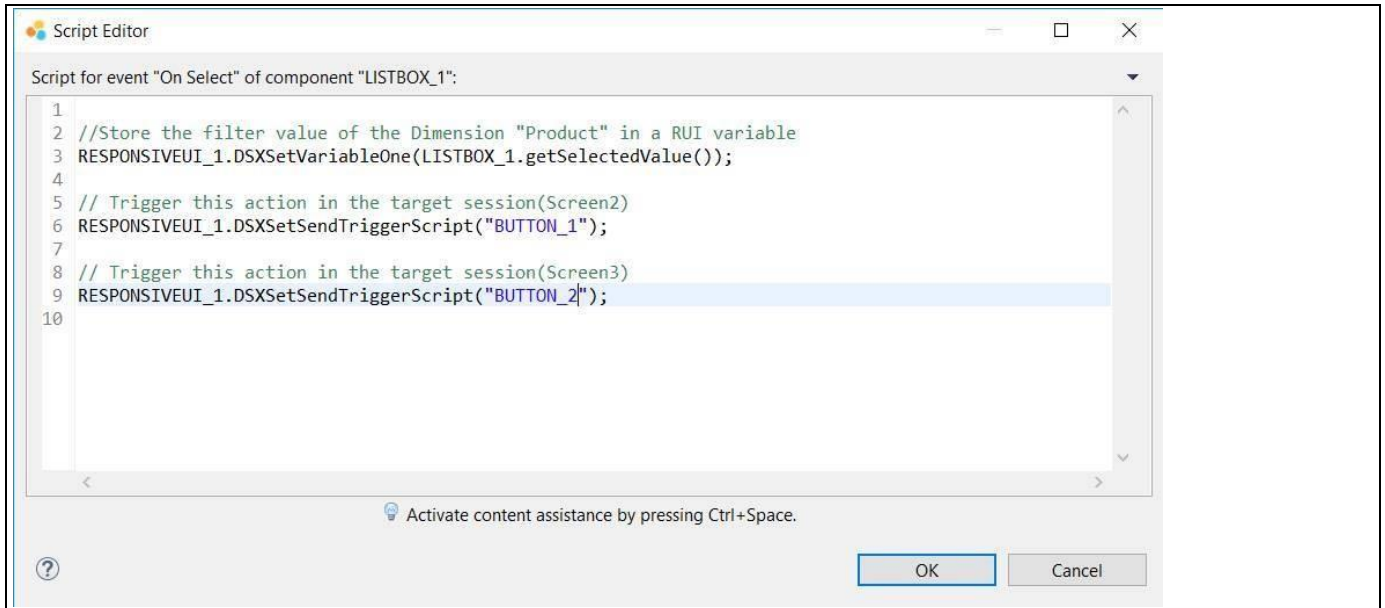 Script Editor
Script for event "On Select" of component "LISTBOX_1":
1
2 //Store the filter value of the Dimension "Product" in a RUI variable
3 RESPONSIVEUI_1.DSXSetVariableOne(LISTBOX_1.getSelectedValue());
4
5 // Trigger this action in the target session(Screen2)
6 RESPONSIVEUI_1.DSXSetSendTriggerScript("BUTTON_1");
7
8 // Trigger this action in the target session(Screen3)
9 RESPONSIVEUI_1.DSXSetSendTriggerScript("BUTTON_2");
10
Activate content assistance by pressing Ctrl+Space.
? OK Cancel